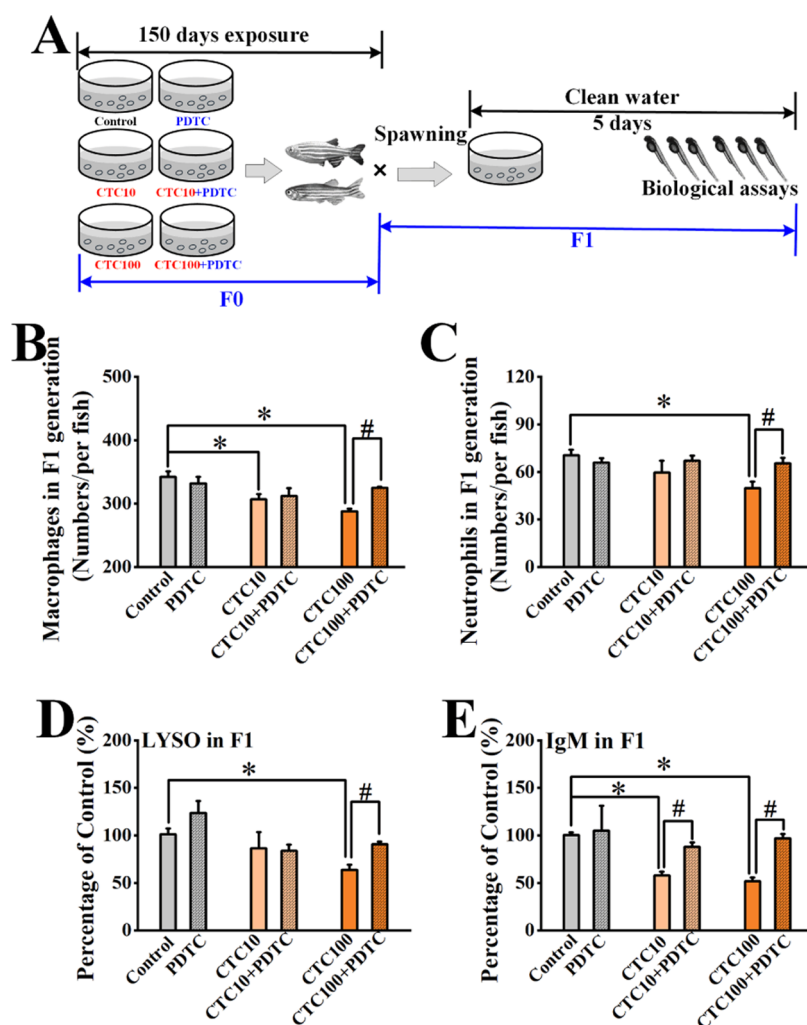 A
150 days exposure
Control PDTC
CTC10 CTC10+PDTC
CTC100 CTC100+PDTC
Spawning
×
Clean water
5 days
Biological assays
F0
F1
B
Macrophages in F1 generation
(Numbers/per fish)
500
400
300
200
*
*
#
Control
PDTC
CTC10
CTC10+PDTC
CTC100
CTC100+PDTC
C
Neutrophils in F1 generation
(Numbers/per fish)
120
90
60
30
0
*
#
Control
PDTC
CTC10
CTC10+PDTC
CTC100
CTC100+PDTC
D
LYSO in F1
Percentage of Control (%)
200
150
100
50
0
*
#
Control
PDTC
CTC10
CTC10+PDTC
CTC100
CTC100+PDTC
E
IgM in F1
Percentage of Control (%)
200
150
100
50
0
*
*
#
#
Control
PDTC
CTC10
CTC10+PDTC
CTC100
CTC100+PDTC